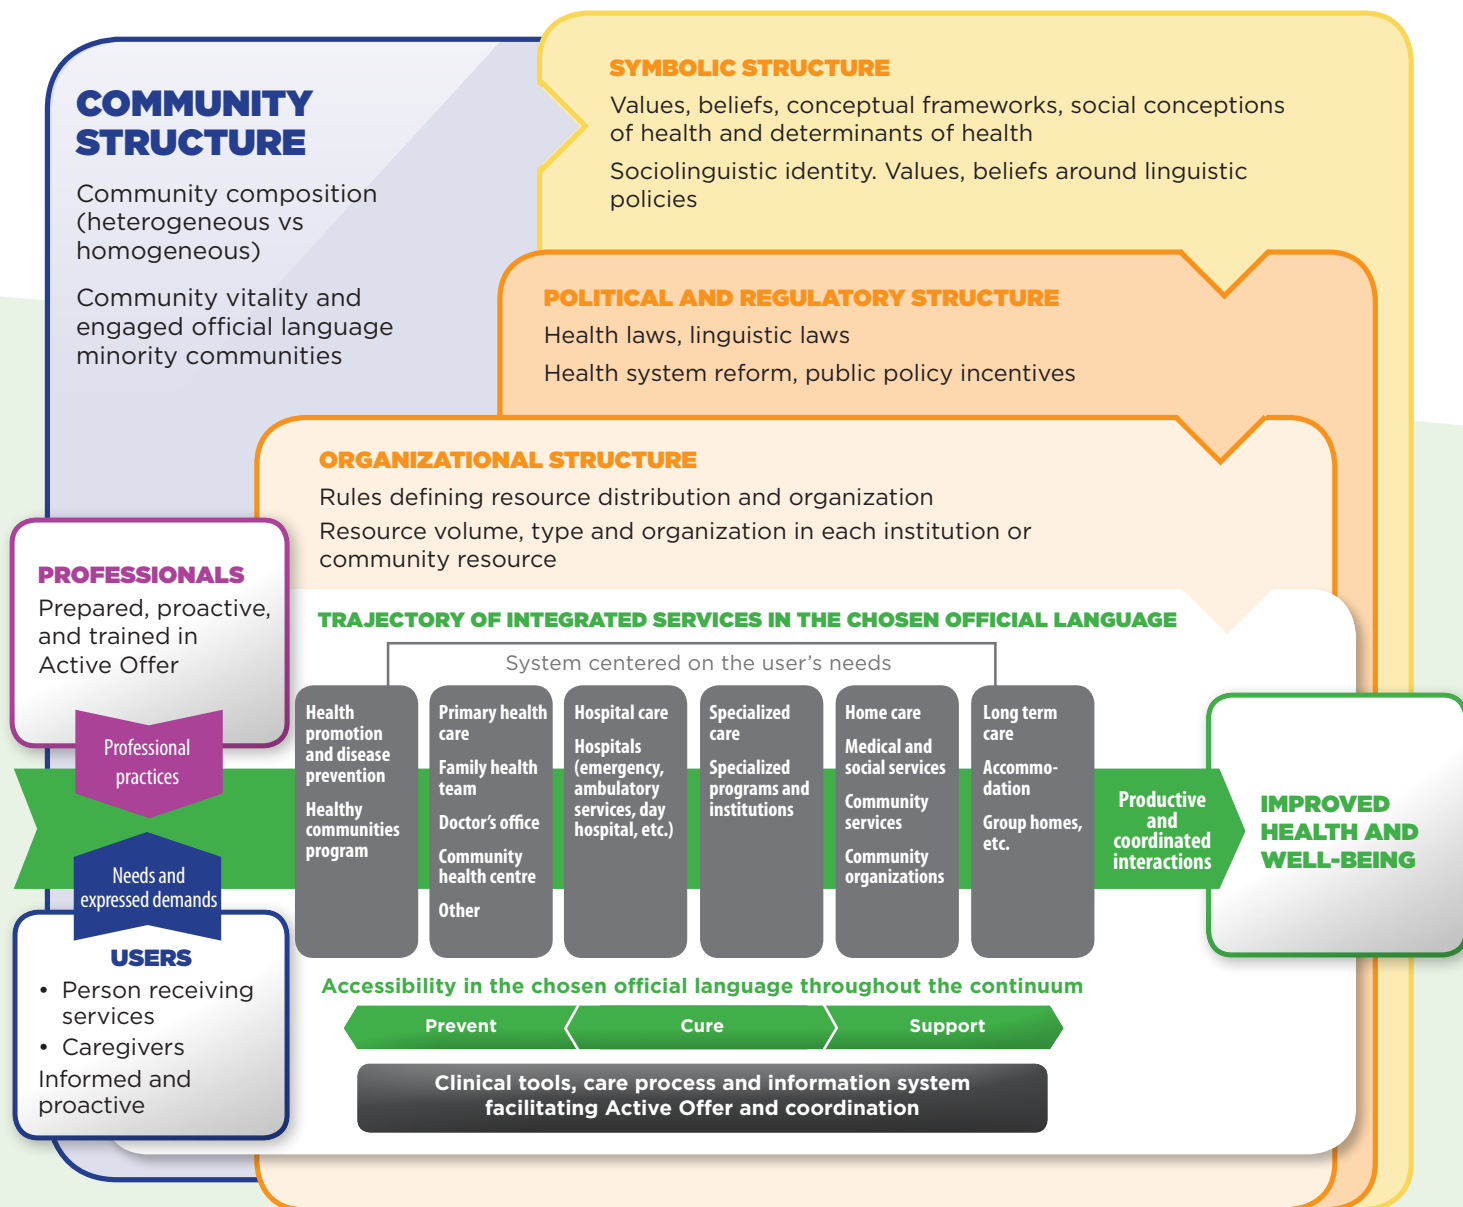 COMMUNITY
STRUCTURE
Community composition
(heterogeneous vs
homogeneous)
Community vitality and
engaged official language
minority communities
SYMBOLIC STRUCTURE
Values, beliefs, conceptual frameworks, social conceptions
of health and determinants of health
Sociolinguistic identity. Values, beliefs around linguistic
policies
POLITICAL AND REGULATORY STRUCTURE
Health laws, linguistic laws
Health system reform, public policy incentives
ORGANIZATIONAL STRUCTURE
Rules defining resource distribution and organization
Resource volume, type and organization in each institution or
community resource
PROFESSIONALS
Prepared, proactive,
and trained in
Active Offer
Professional
practices
Needs and
expressed demands
USERS
• Person receiving
services
• Caregivers
Informed and
proactive
TRAJECTORY OF INTEGRATED SERVICES IN THE CHOSEN OFFICIAL LANGUAGE
System centered on the user’s needs
Health
promotion
and disease
prevention
Healthy
communities
program
Primary health
care
Family health
team
Doctor’s office
Community
health centre
Other
Hospital care
Hospitals
(emergency,
ambulatory
services, day
hospital, etc.)
Specialized
care
Specialized
programs and
institutions
Home care
Medical and
social services
Community
services
Community
organizations
Long term
care
Accommo-
dation
Group homes,
etc.
Productive
and
coordinated
interactions
IMPROVED
HEALTH AND
WELL-BEING
Accessibility in the chosen official language throughout the continuum
Prevent
Cure
Support
Clinical tools, care process and information system
facilitating Active Offer and coordination